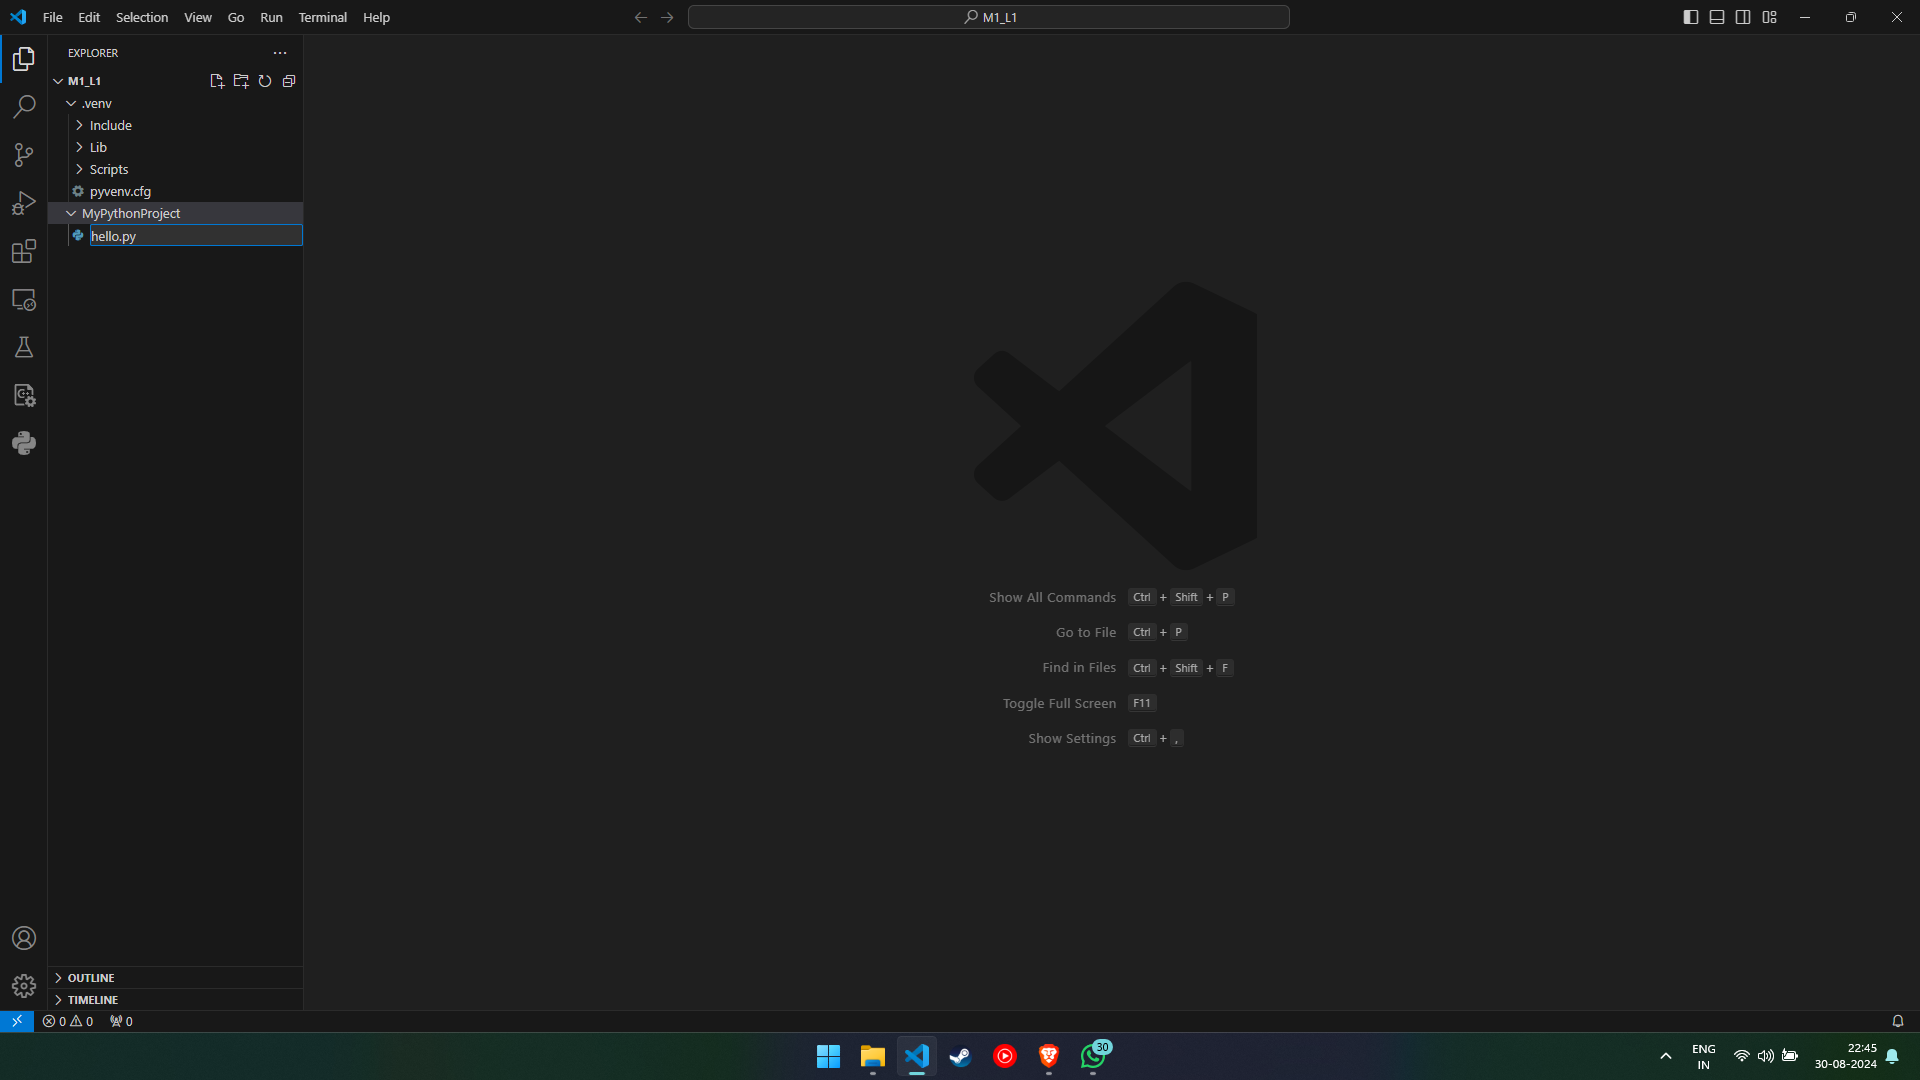 File Edit Selection View Go Run Terminal Help
M1_L1
EXPLORER
M1_L1
.venv
Include
Lib
Scripts
pyvenv.cfg
MyPythonProject
hello.py
Show All Commands Ctrl + Shift + P
Go to File Ctrl + P
Find in Files Ctrl + Shift + F
Toggle Full Screen F11
Show Settings Ctrl + ,
OUTLINE
TIMELINE
0 0 0
30
ENG
IN
22:45
30-08-2024